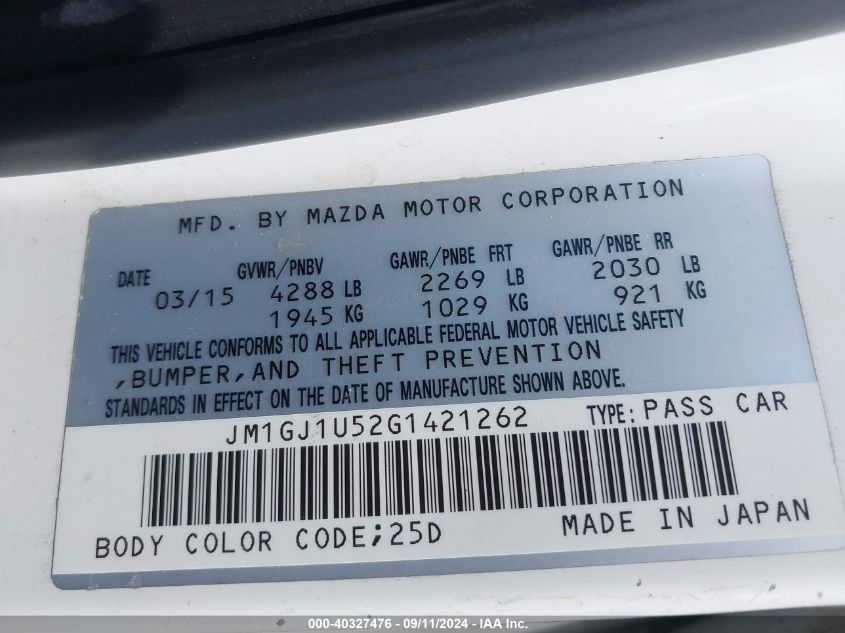 MFD. BY MAZDA MOTOR CORPORATION
DATE GVWR/PNBV GAWR/PNBE FRT GAWR/PNBE RR
03/15 4288 LB 2269 LB 2030 LB
1945 KG 1029 KG 921 KG
THIS VEHICLE CONFORMS TO ALL APPLICABLE FEDERAL MOTOR VEHICLE SAFETY
,BUMPER,AND THEFT PREVENTION
STANDARDS IN EFFECT ON THE DATE OF MANUFACTURE SHOWN ABOVE.
JM1GJ1U52G1421262 TYPE: PASS CAR
BODY COLOR CODE;25D MADE IN JAPAN
000-40327476 - 09/11/2024 - IAA Inc.